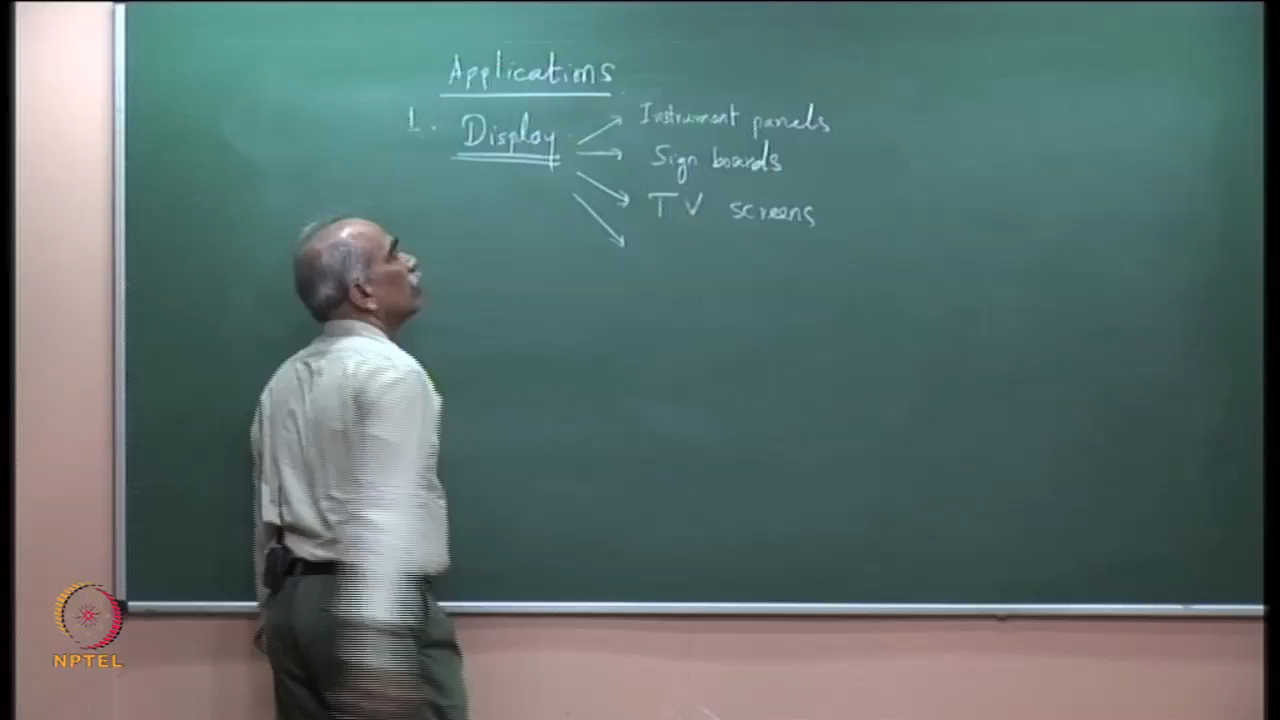 Applications
1. Display
Instrument panels
Sign boards
TV screens
NPTEL